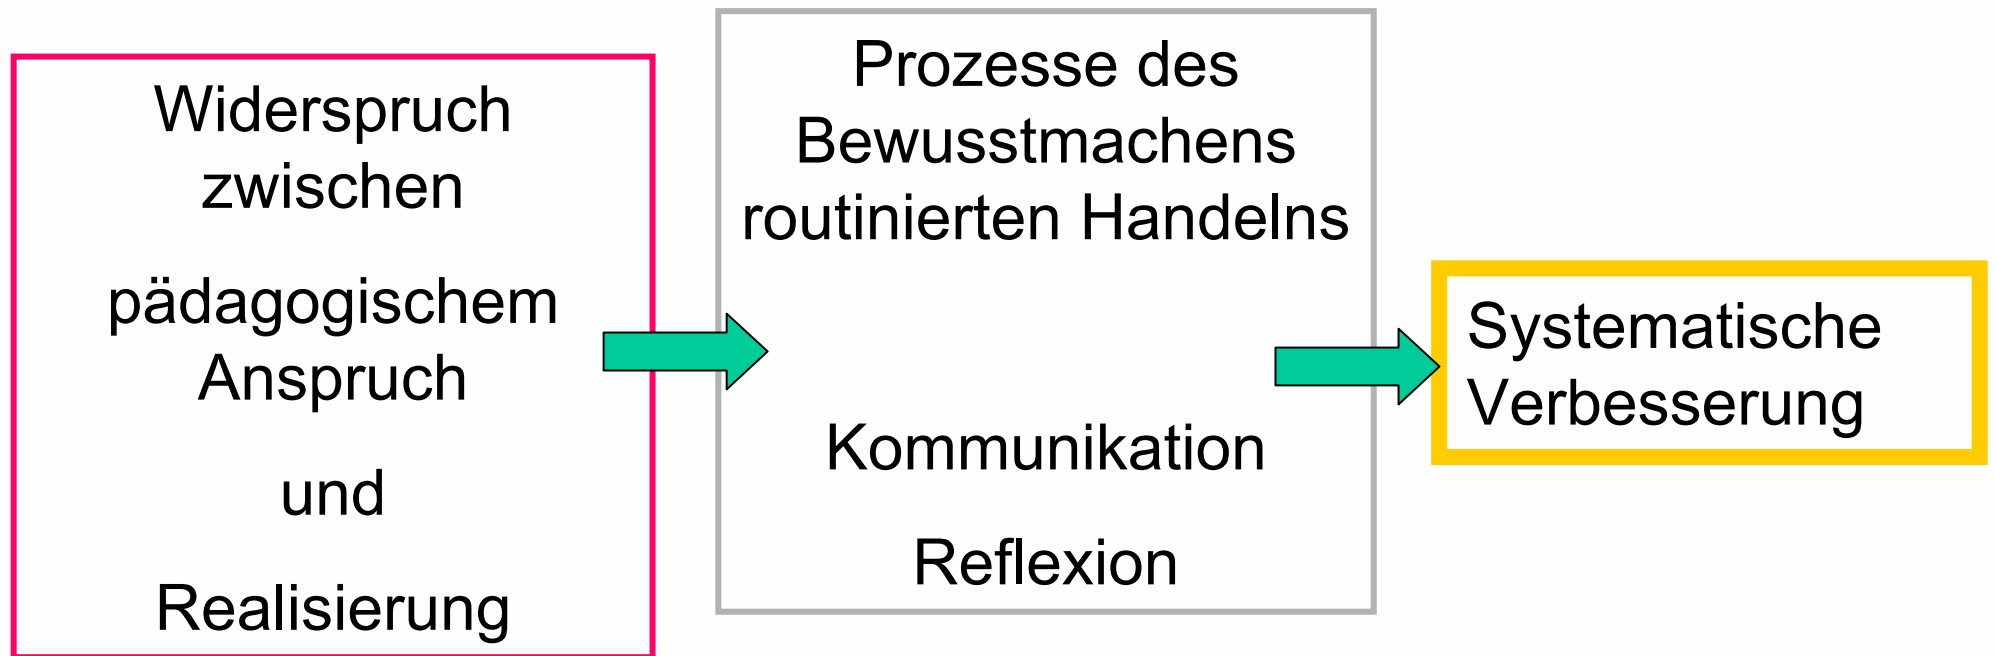 Widerspruch
zwischen
pädagogischem
Anspruch
und
Realisierung
Prozesse des
Bewusstmachens
routinierten Handelns
Kommunikation
Reflexion
Systematische
Verbesserung